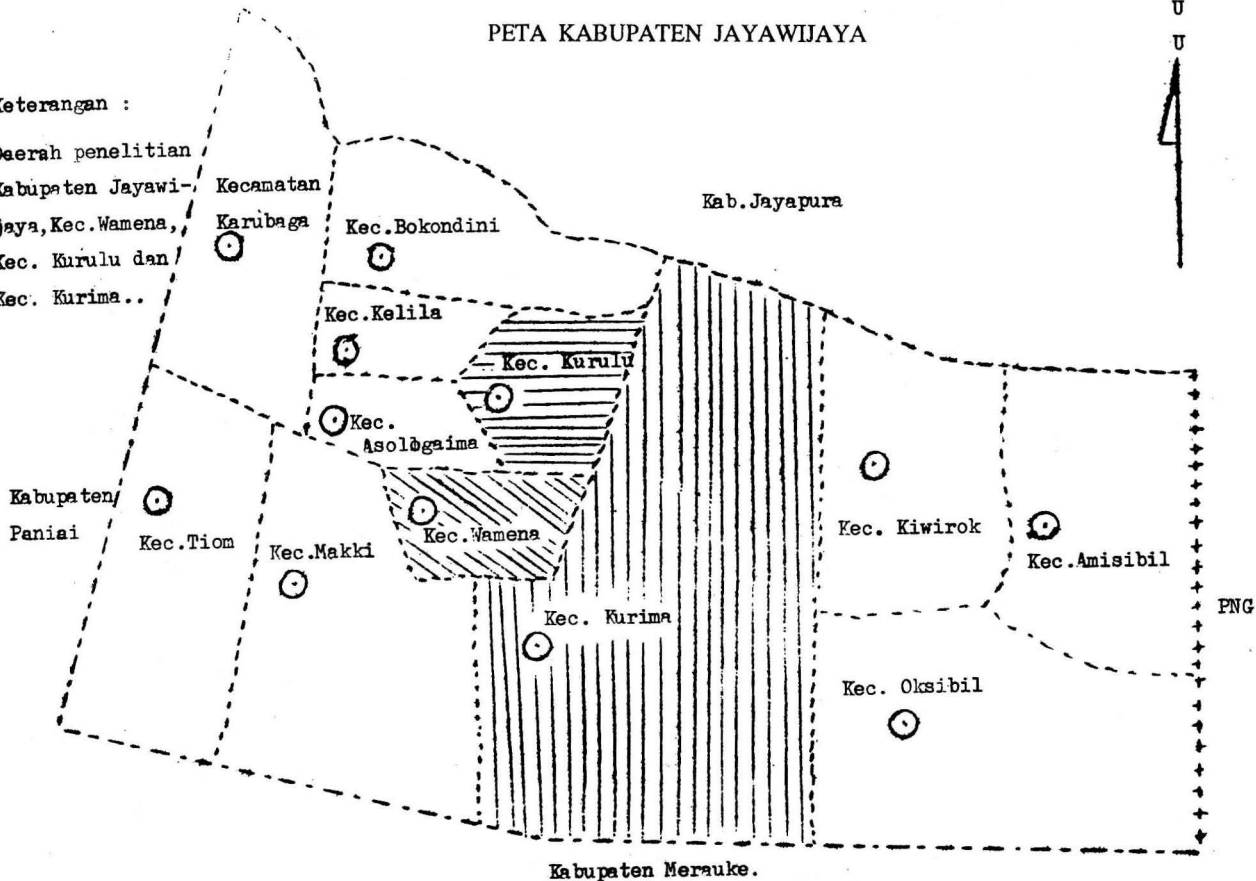 PETA KABUPATEN JAYAWIJAYA
U
U
Keterangan :
Daerah penelitian
Kabupaten Jayawi-
jaya,Kec.Wamena,
Kec. Kurulu dan
Kec. Kurima..
Kecamatan
Karubaga
Kec.Bokondini
Kab.Jayapura
Kec.Kelila
Kec. Kurulu
Kec.
Asologaima
Kabupaten
Paniai
Kec.Tiom
Kec.Makki
Kec.Wamena
Kec. Kiwirok
Kec.Amisibil
PNG
Kec. Kurima
Kec. Oksibil
Kabupaten Merauke.